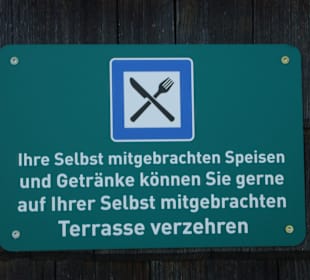 Ihre Selbst mitgebrachten Speisen
und Getränke können Sie gerne
auf Ihrer Selbst mitgebrachten
Terrasse verzehren